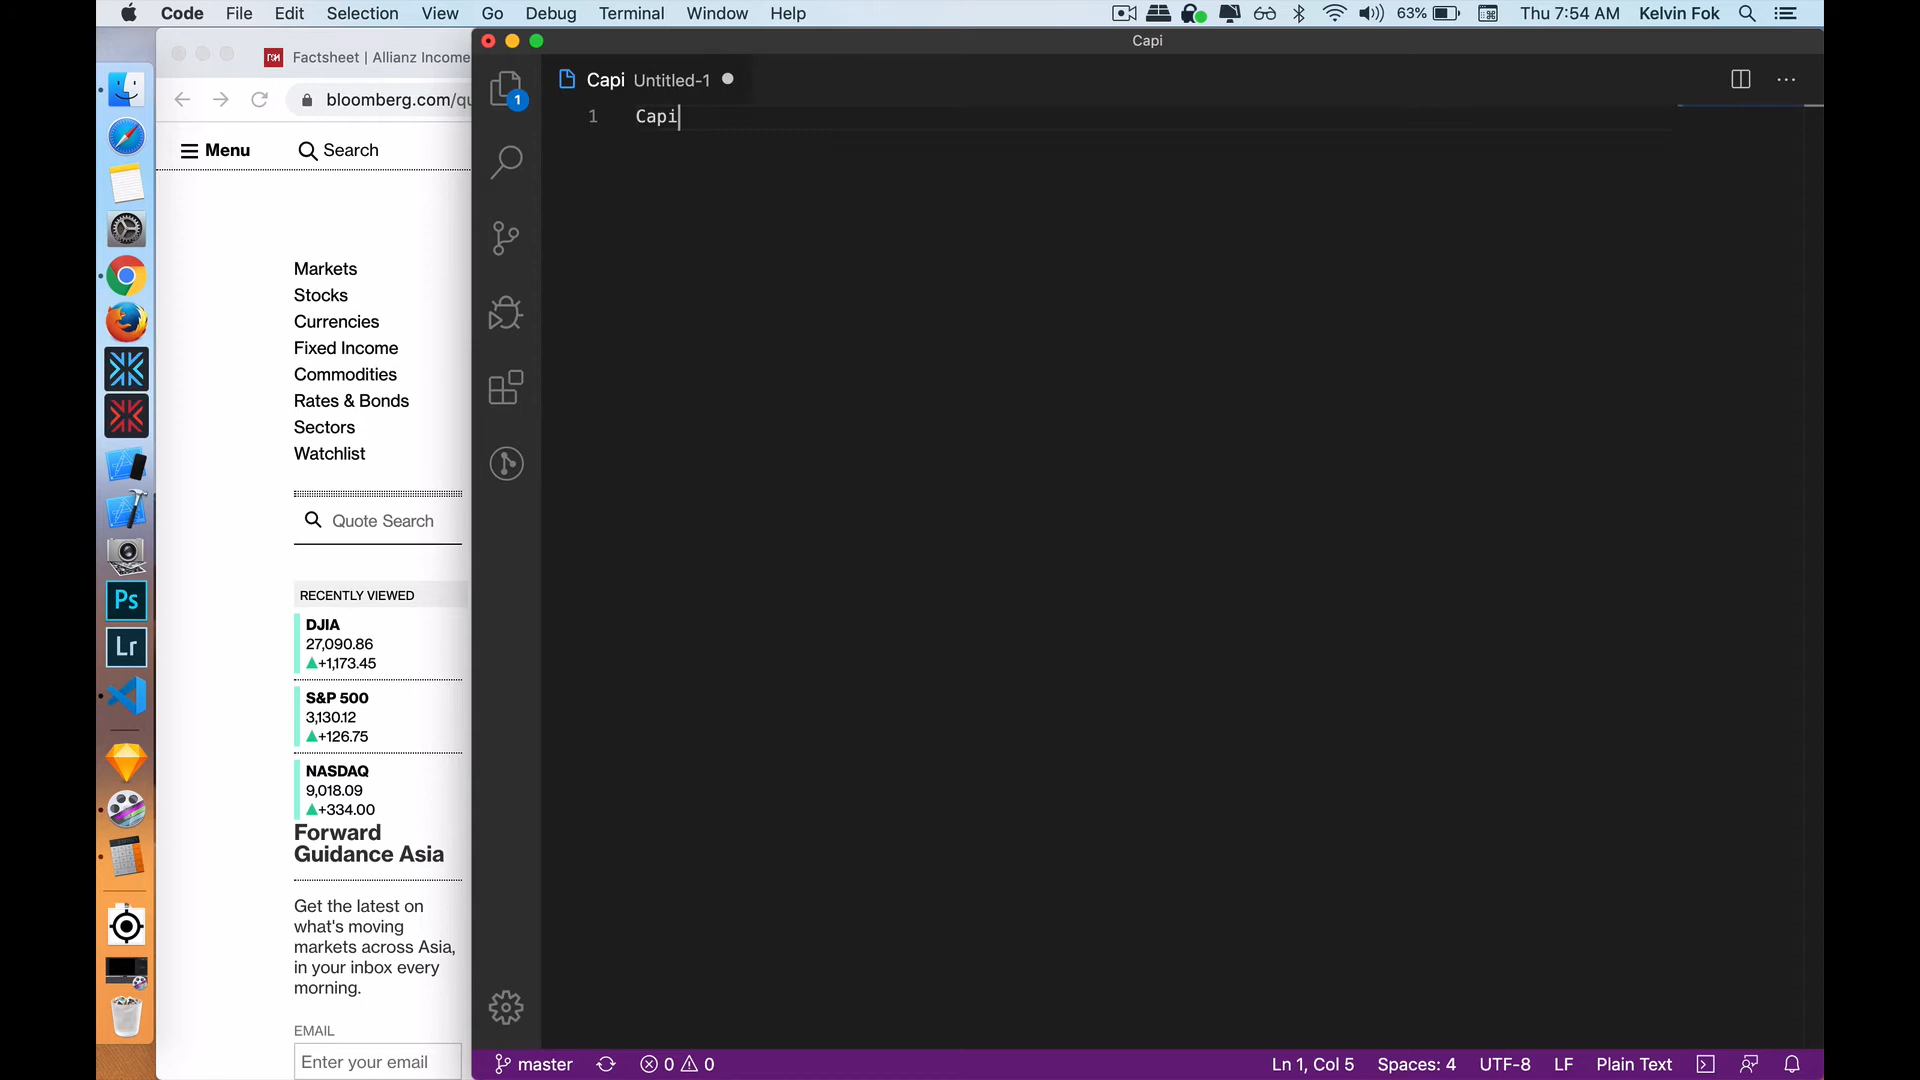 Code File Edit Selection View Go Debug Terminal Window Help 63% Thu 7:54 AM Kelvin Fok
Factsheet | Allianz Income
bloomberg.com/qu
Menu Search
Markets
Stocks
Currencies
Fixed Income
Commodities
Rates & Bonds
Sectors
Watchlist
Quote Search
RECENTLY VIEWED
DJIA
27,090.86
▲+1,173.45
S&P 500
3,130.12
▲+126.75
NASDAQ
9,018.09
▲+334.00
Forward
Guidance Asia
Get the latest on
what's moving
markets across Asia,
in your inbox every
morning.
EMAIL
Enter your email
Ps
Lr
Capi
Capi Untitled-1
1
1 Capi
master 0 0 Ln 1, Col 5 Spaces: 4 UTF-8 LF Plain Text